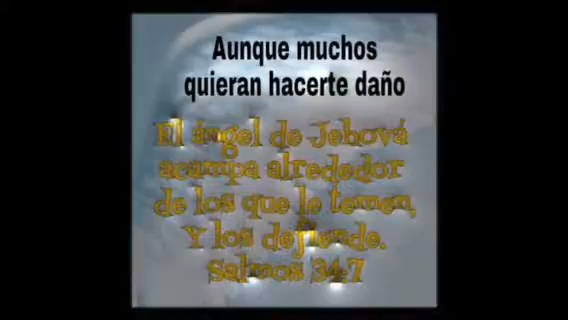 Aunque muchos
quieran hacerte daño
El ángel de Jehová
acampa alrededor
de los que le temen,
Y los defiende.
Salmos 34:7